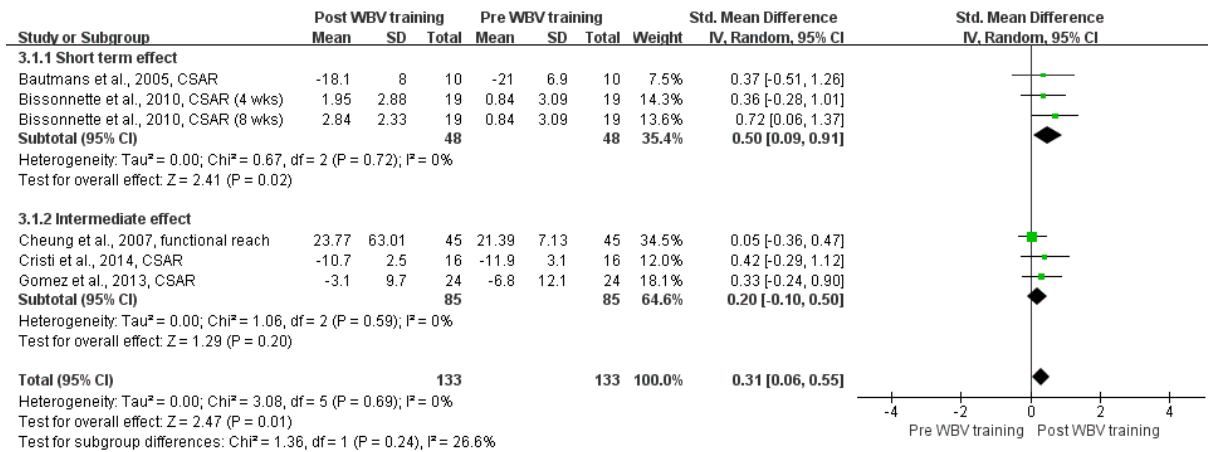 Post WBV training Pre WBV training Std. Mean Difference Std. Mean Difference
Study or Subgroup Mean SD Total Mean SD Total Weight IV, Random, 95% CI IV, Random, 95% CI
3.1.1 Short term effect
Bautmans et al., 2005, CSAR -18.1 8 10 -21 6.9 10 7.5% 0.37 [-0.51, 1.26]
Bissonnette et al., 2010, CSAR (4 wks) 1.95 2.88 19 0.84 3.09 19 14.3% 0.36 [-0.28, 1.01]
Bissonnette et al., 2010, CSAR (8 wks) 2.84 2.33 19 0.84 3.09 19 13.6% 0.72 [0.06, 1.37]
Subtotal (95% CI) 48 48 35.4% 0.50 [0.09, 0.91]
Heterogeneity: Tau² = 0.00; Chi² = 0.67, df = 2 (P = 0.72); I² = 0%
Test for overall effect: Z = 2.41 (P = 0.02)
3.1.2 Intermediate effect
Cheung et al., 2007, functional reach 23.77 63.01 45 21.39 7.13 45 34.5% 0.05 [-0.36, 0.47]
Cristi et al., 2014, CSAR -10.7 2.5 16 -11.9 3.1 16 12.0% 0.42 [-0.29, 1.12]
Gomez et al., 2013, CSAR -3.1 9.7 24 -6.8 12.1 24 18.1% 0.33 [-0.24, 0.90]
Subtotal (95% CI) 85 85 64.6% 0.20 [-0.10, 0.50]
Heterogeneity: Tau² = 0.00; Chi² = 1.06, df = 2 (P = 0.59); I² = 0%
Test for overall effect: Z = 1.29 (P = 0.20)
Total (95% CI) 133 133 100.0% 0.31 [0.06, 0.55]
Heterogeneity: Tau² = 0.00; Chi² = 3.08, df = 5 (P = 0.69); I² = 0%
Test for overall effect: Z = 2.47 (P = 0.01)
Test for subgroup differences: Chi² = 1.36, df = 1 (P = 0.24), I² = 26.6%
-4 -2 0 2 4
Pre WBV training Post WBV training